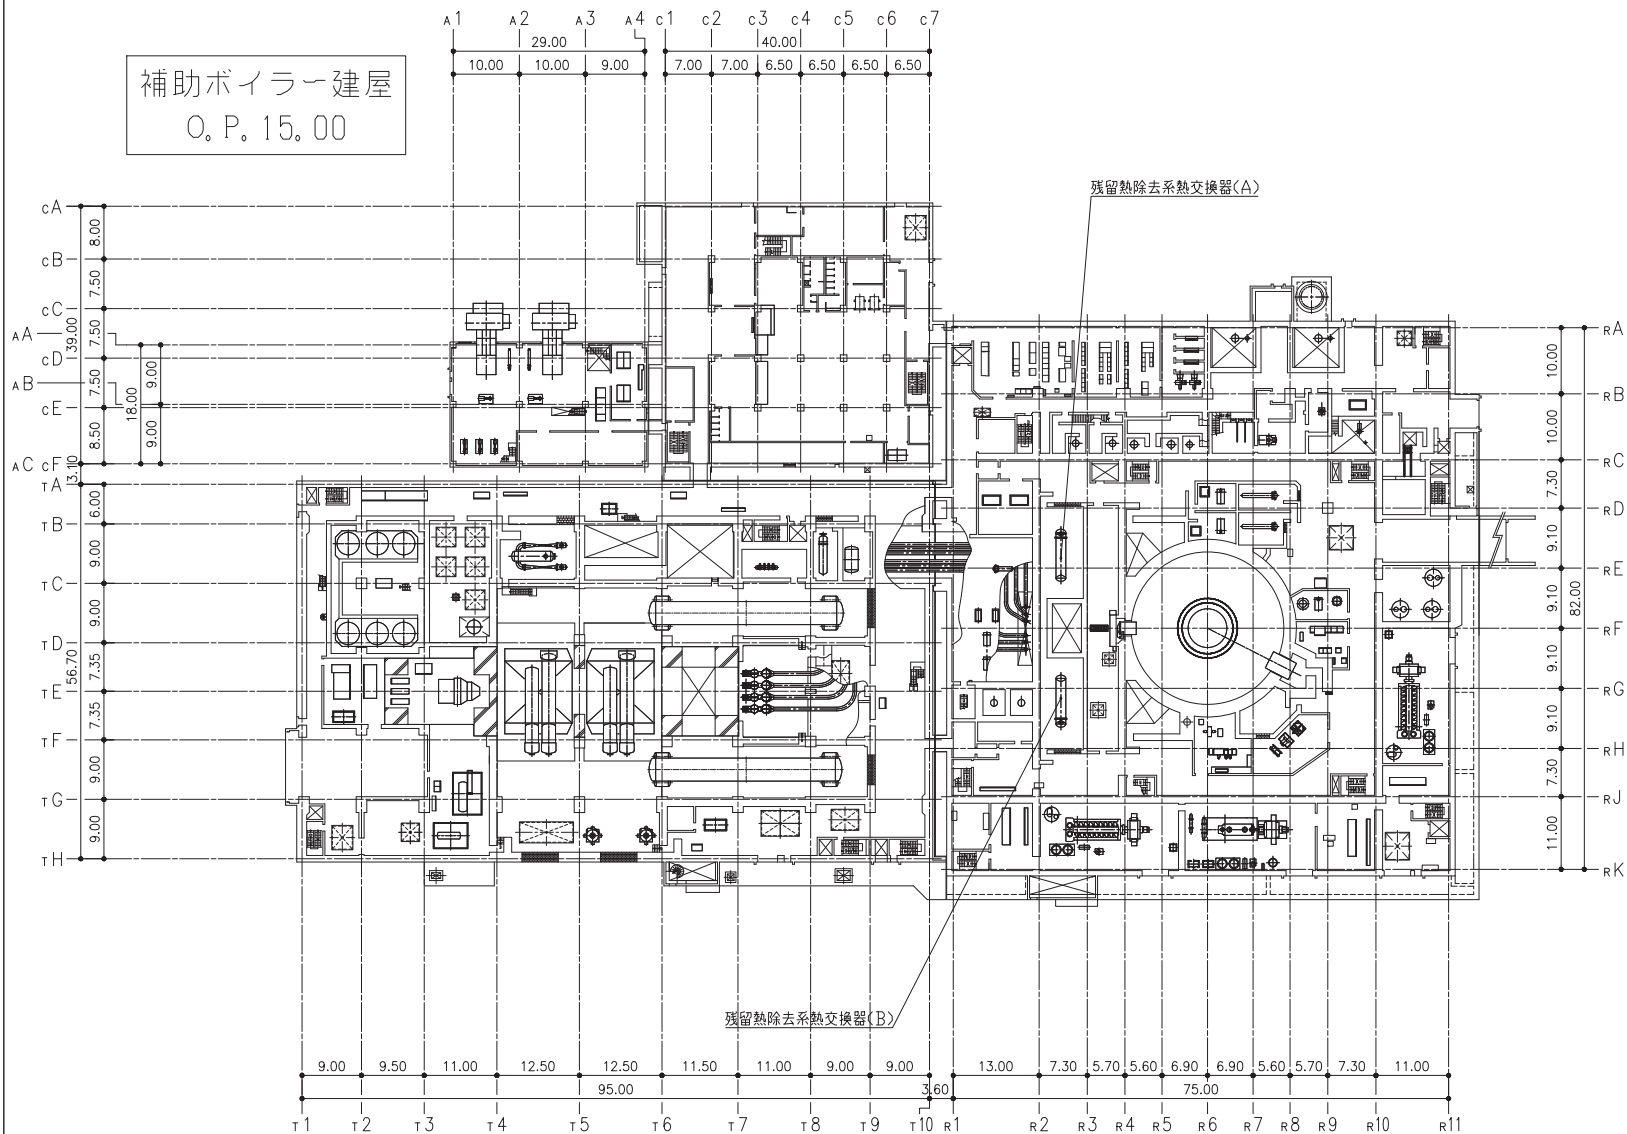 A1 A2 A3 A4 C1 C2 C3 C4 C5 C6 C7
29.00 40.00
10.00 10.00 9.00 7.00 7.00 6.50 6.50 6.50 6.50
補助ボイラー建屋
O.P.15.00
残留熱除去系熱交換器(A)
CA
8.00
CB
7.50
CC
AA
7.50
39.00
CD
9.00
AB
7.50
18.00
CE
8.50
9.00
AC CF
3.10
TA
6.00
TB
9.00
TC
9.00
TD
7.35
56.70
TE
7.35
TF
9.00
TG
9.00
TH
RA
10.00
RB
10.00
RC
7.30
RD
9.10
RE
9.10
82.00
RF
9.10
RG
9.10
RH
7.30
RJ
11.00
RK
残留熱除去系熱交換器(B)
9.00 9.50 11.00 12.50 12.50 11.50 11.00 9.00 9.00 13.00 7.30 5.70 5.60 6.90 6.90 5.60 5.70 7.30 11.00
95.00 3.60 75.00
T1 T2 T3 T4 T5 T6 T7 T8 T9 T10 R1 R2 R3 R4 R5 R6 R7 R8 R9 R10 R11